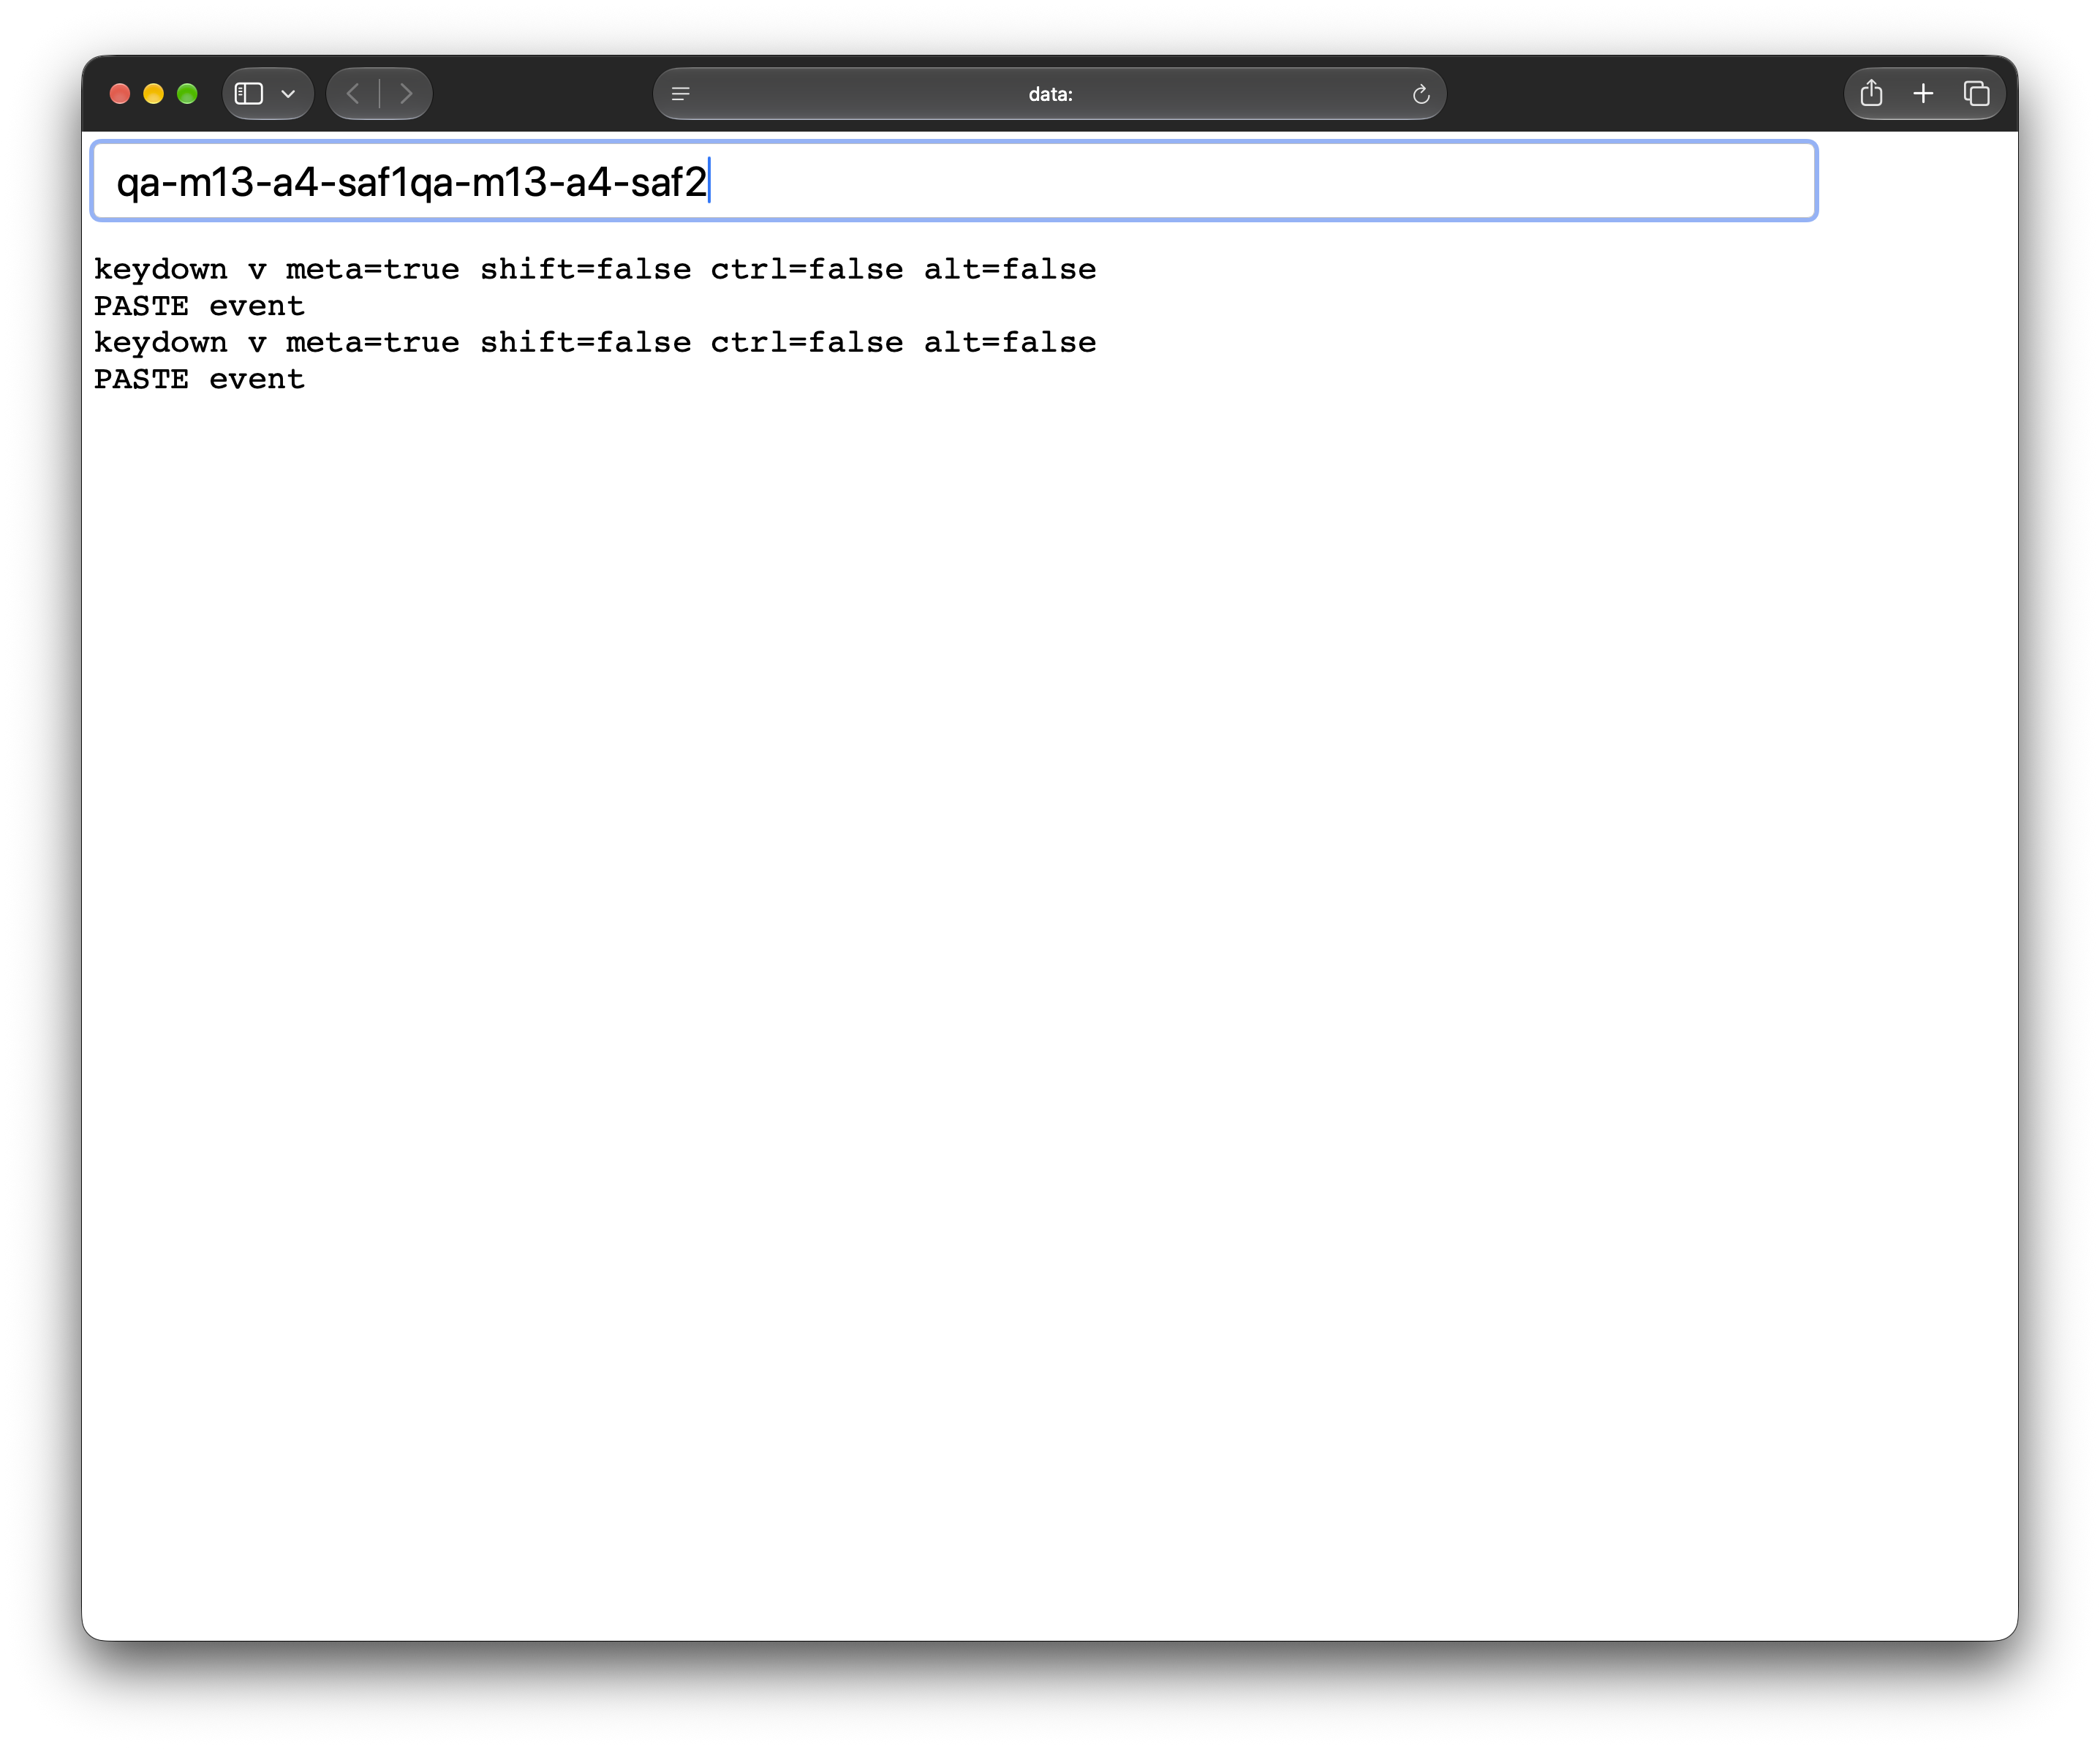 data:
qa-m13-a4-saf1qa-m13-a4-saf2
keydown v meta=true shift=false ctrl=false alt=false
PASTE event
keydown v meta=true shift=false ctrl=false alt=false
PASTE event